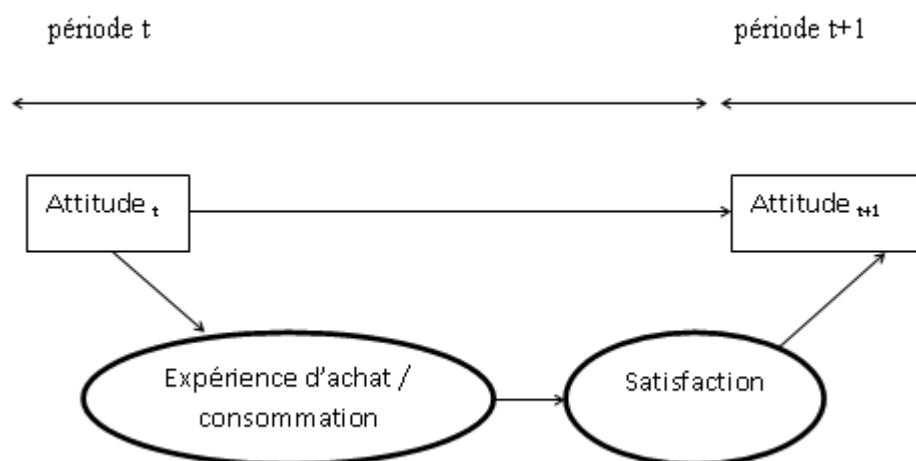 période t
période t+1
Attitude t
Attitude t+1
Expérience d'achat /
consommation
Satisfaction